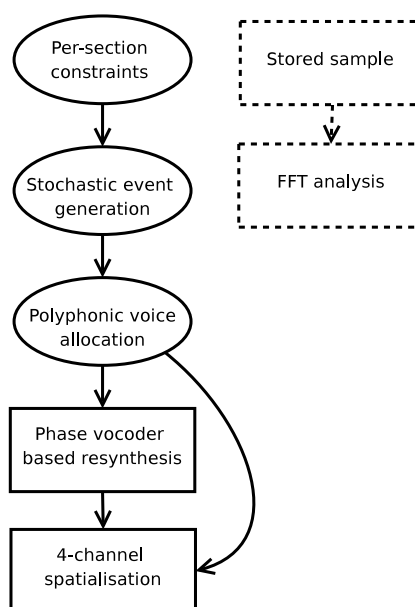 Per-section
constraints
Stored sample
Stochastic event
generation
FFT analysis
Polyphonic voice
allocation
Phase vocoder
based resynthesis
4-channel
spatialisation